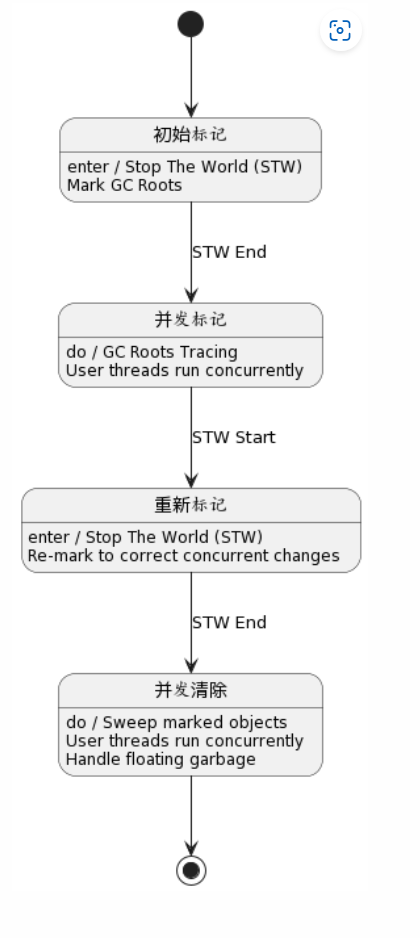 初始标记
enter / Stop The World (STW)
Mark GC Roots
STW End
并发标记
do / GC Roots Tracing
User threads run concurrently
STW Start
重新标记
enter / Stop The World (STW)
Re-mark to correct concurrent changes
STW End
并发清除
do / Sweep marked objects
User threads run concurrently
Handle floating garbage